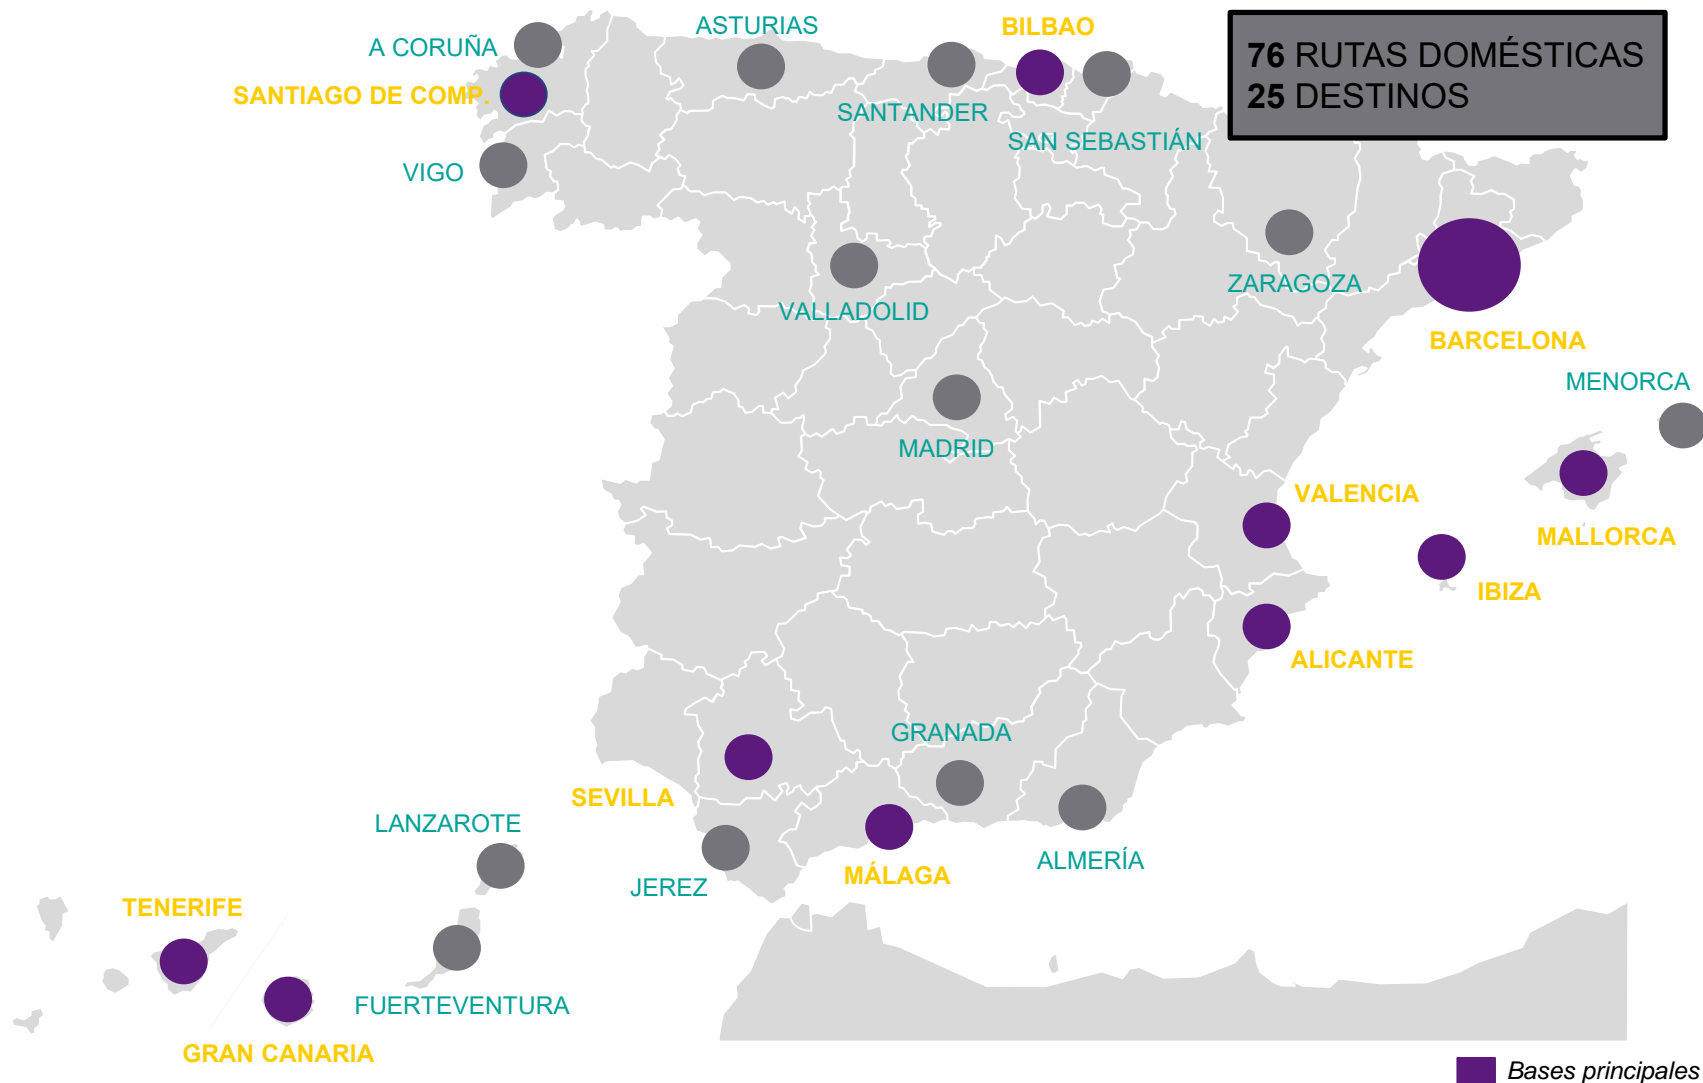 ASTURIAS
BILBAO
A CORUÑA
76 RUTAS DOMÉSTICAS
25 DESTINOS
SANTIAGO DE COMP.
SANTANDER
SAN SEBASTIÁN
VIGO
ZARAGOZA
VALLADOLID
BARCELONA
MENORCA
MADRID
VALENCIA
MALLORCA
IBIZA
ALICANTE
GRANADA
SEVILLA
LANZAROTE
ALMERÍA
MÁLAGA
JEREZ
TENERIFE
FUERTEVENTURA
GRAN CANARIA
Bases principales